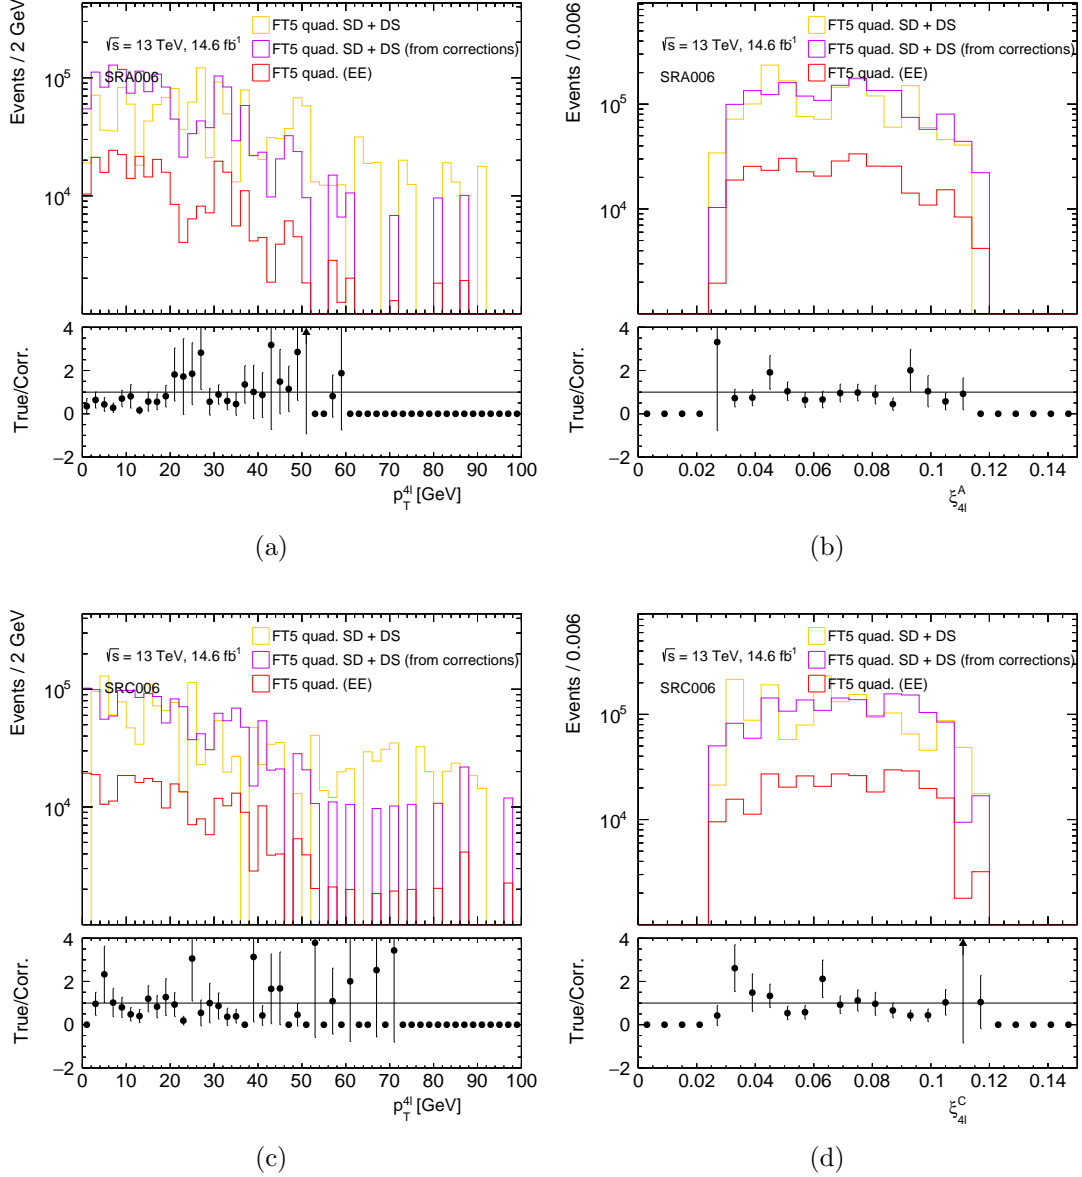 Events / 2 GeV
FT5 quad. SD + DS
√s = 13 TeV, 14.6 fb⁻¹
FT5 quad. SD + DS (from corrections)
SRA006
FT5 quad. (EE)
10⁵
10⁴
True/Corr.
4
2
0
−2
0 10 20 30 40 50 60 70 80 90 100
p_T^4l [GeV]
(a)
Events / 0.006
FT5 quad. SD + DS
√s = 13 TeV, 14.6 fb⁻¹
FT5 quad. SD + DS (from corrections)
SRA006
FT5 quad. (EE)
10⁵
10⁴
True/Corr.
4
2
0
−2
0 0.02 0.04 0.06 0.08 0.1 0.12 0.14
ξ_4l^A
(b)
Events / 2 GeV
FT5 quad. SD + DS
√s = 13 TeV, 14.6 fb⁻¹
FT5 quad. SD + DS (from corrections)
SRC006
FT5 quad. (EE)
10⁵
10⁴
True/Corr.
4
2
0
−2
0 10 20 30 40 50 60 70 80 90 100
p_T^4l [GeV]
(c)
Events / 0.006
FT5 quad. SD + DS
√s = 13 TeV, 14.6 fb⁻¹
FT5 quad. SD + DS (from corrections)
SRC006
FT5 quad. (EE)
10⁵
10⁴
True/Corr.
4
2
0
−2
0 0.02 0.04 0.06 0.08 0.1 0.12 0.14
ξ_4l^C
(d)